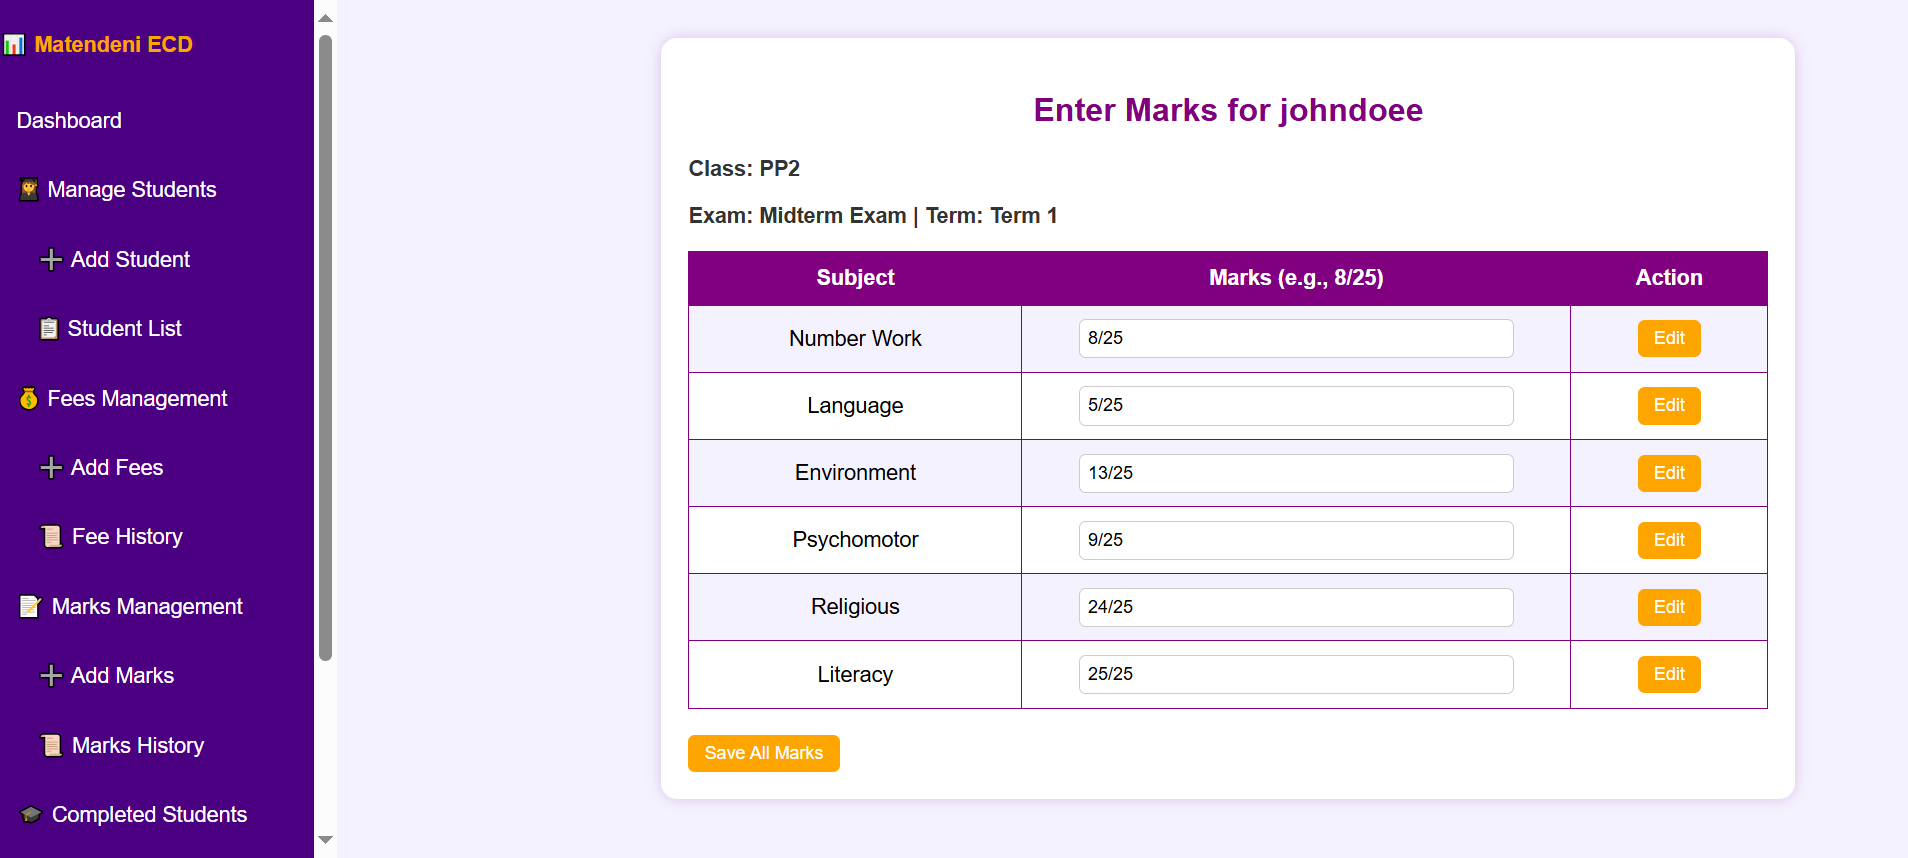 Matendeni ECD
Dashboard
Manage Students
Add Student
Student List
Fees Management
Add Fees
Fee History
Marks Management
Add Marks
Marks History
Completed Students
Enter Marks for johndoee
Class: PP2
Exam: Midterm Exam | Term: Term 1
Subject Marks (e.g., 8/25) Action
Number Work 8/25 Edit
Language 5/25 Edit
Environment 13/25 Edit
Psychomotor 9/25 Edit
Religious 24/25 Edit
Literacy 25/25 Edit
Save All Marks